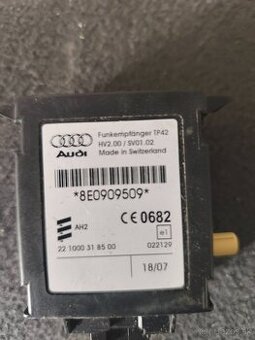 Funkempfänger TP42
HV2.00 / SV01.02
Made in Switzerland
Audi
*8E0909509*
CE 0682
AH2
e1
22 1000 31 85 00
022129
18/07